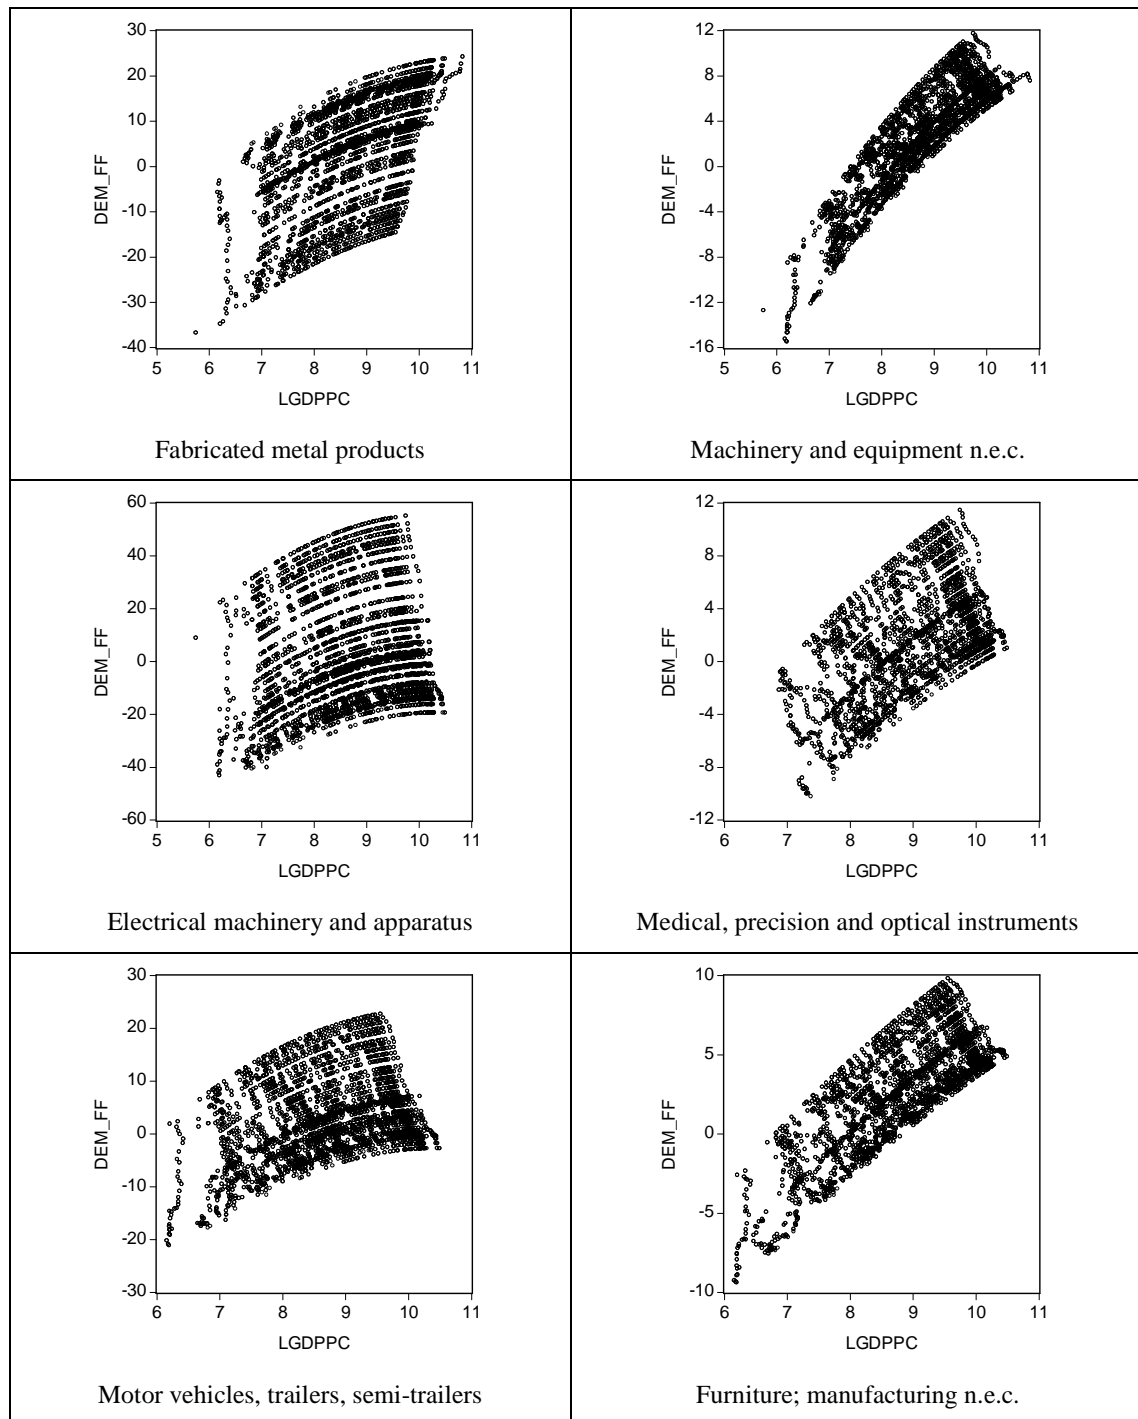 30
20
10
0
-10
-20
-30
-40
DEM_FF
5 6 7 8 9 10 11
LGDPPC
Fabricated metal products
12
8
4
0
-4
-8
-12
-16
DEM_FF
5 6 7 8 9 10 11
LGDPPC
Machinery and equipment n.e.c.
60
40
20
0
-20
-40
-60
DEM_FF
5 6 7 8 9 10 11
LGDPPC
Electrical machinery and apparatus
12
8
4
0
-4
-8
-12
DEM_FF
6 7 8 9 10 11
LGDPPC
Medical, precision and optical instruments
30
20
10
0
-10
-20
-30
DEM_FF
6 7 8 9 10 11
LGDPPC
Motor vehicles, trailers, semi-trailers
10
5
0
-5
-10
DEM_FF
6 7 8 9 10 11
LGDPPC
Furniture; manufacturing n.e.c.